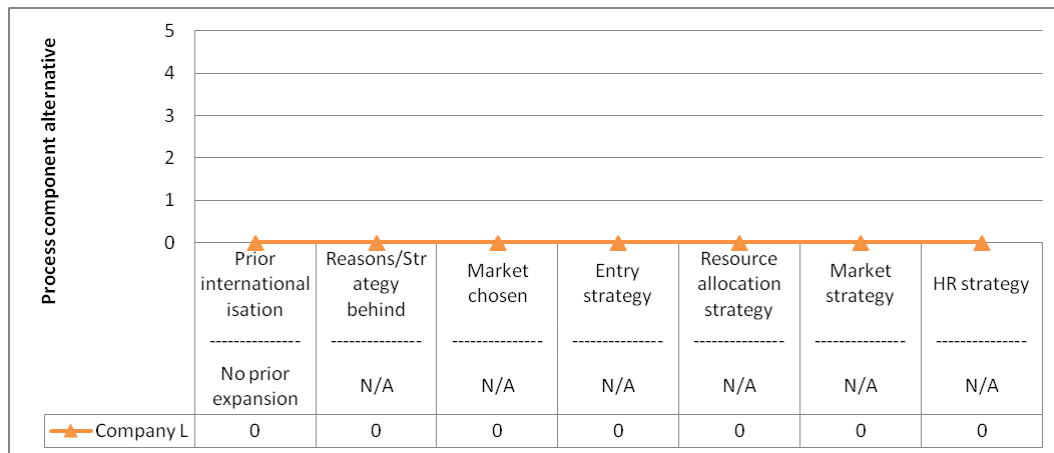 Process component alternative
5
4
3
2
1
0
Prior international isation Reasons/Str ategy behind Market chosen Entry strategy Resource allocation strategy Market strategy HR strategy
--------------- --------------- --------------- --------------- --------------- --------------- ---------------
No prior expansion N/A N/A N/A N/A N/A N/A
Company L 0 0 0 0 0 0 0